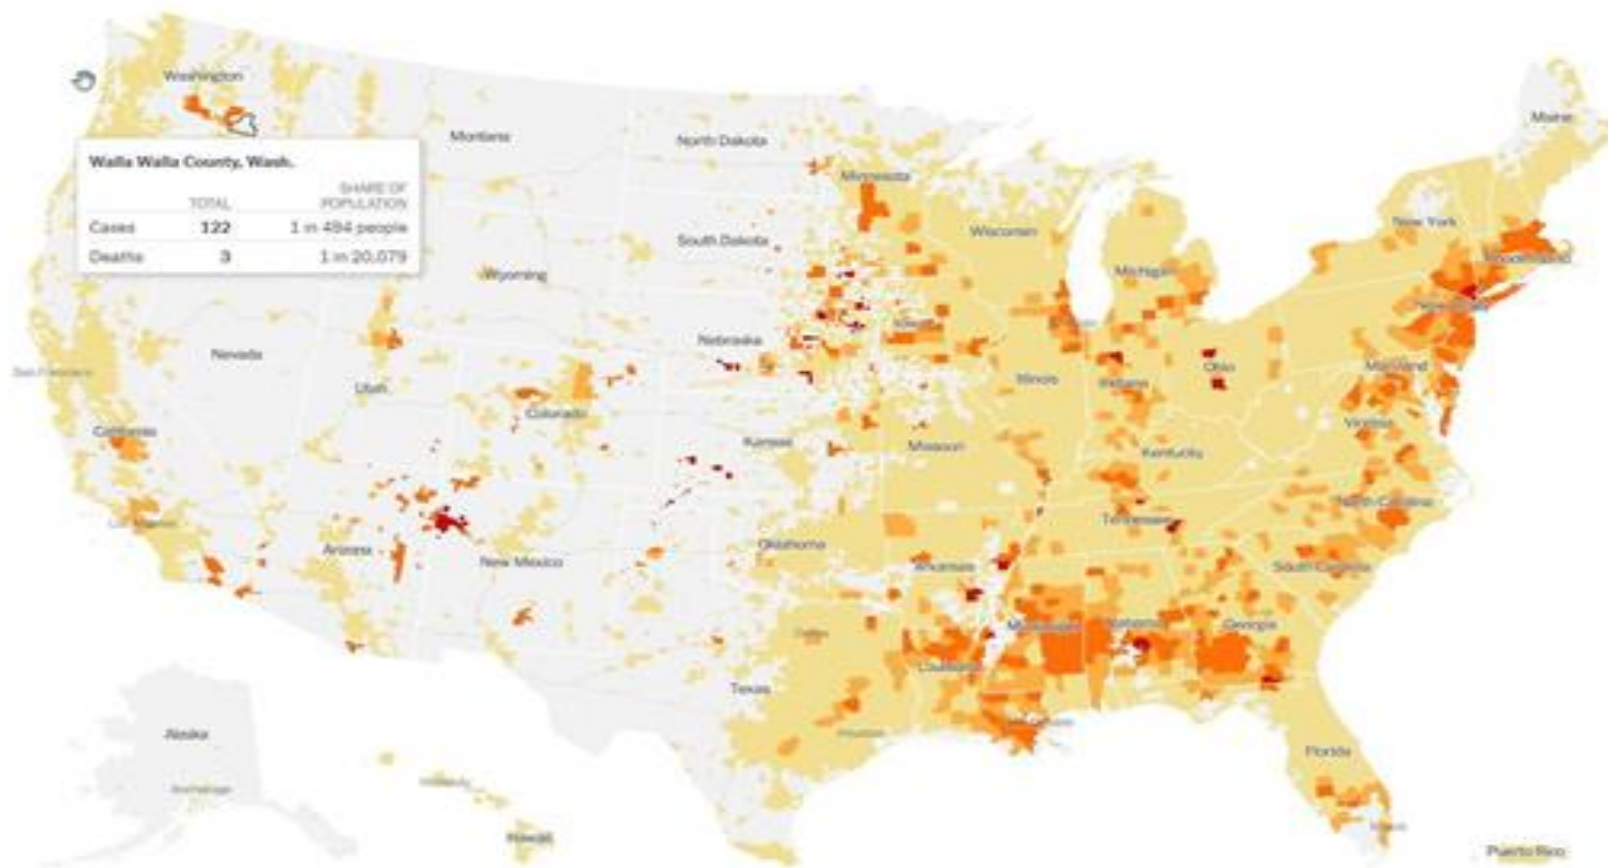 Washington
Montana
North Dakota
Minnesota
Maine
Walla Walla County, Wash.
TOTAL
SHARE OF
POPULATION
Cases 122 1 in 494 people
Deaths 3 1 in 20,079
South Dakota
Wisconsin
New York
Wyoming
Michigan
Nebraska
Nevada
Utah
Colorado
Illinois
Indiana
Ohio
Maryland
California
Kansas
Missouri
Kentucky
Virginia
Los Angeles
Arizona
New Mexico
Oklahoma
Arkansas
Tennessee
North Carolina
South Carolina
Georgia
Texas
Louisiana
Florida
Alaska
Anchorage
Hawaii
Puerto Rico